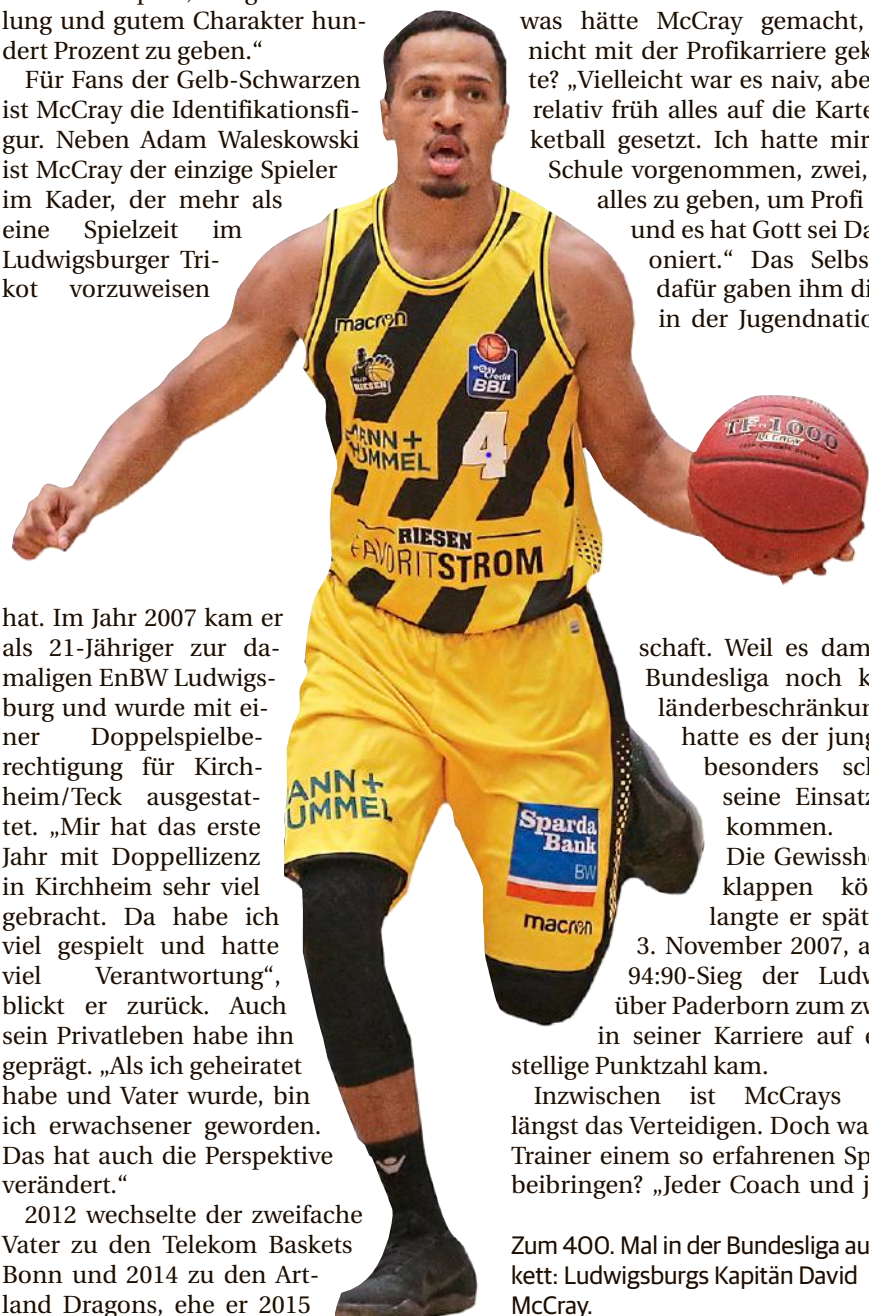 lung und gutem Charakter hun-
dert Prozent zu geben.“
Für Fans der Gelb-Schwarzen
ist McCray die Identifikationsfi-
gur. Neben Adam Waleskowski
ist McCray der einzige Spieler
im Kader, der mehr als
eine Spielzeit im
Ludwigsburger Tri-
kot vorzuweisen
hat. Im Jahr 2007 kam er
als 21-Jähriger zur da-
maligen EnBW Ludwigs-
burg und wurde mit ei-
ner Doppelspielbe-
rechtigung für Kirch-
heim/Teck ausgestat-
tet. „Mir hat das erste
Jahr mit Doppellizenz
in Kirchheim sehr viel
gebracht. Da habe ich
viel gespielt und hatte
viel Verantwortung“,
blickt er zurück. Auch
sein Privatleben habe ihn
geprägt. „Als ich geheiratet
habe und Vater wurde, bin
ich erwachsener geworden.
Das hat auch die Perspektive
verändert.“
2012 wechselte der zweifache
Vater zu den Telekom Baskets
Bonn und 2014 zu den Art-
land Dragons, ehe er 2015
macron
RIESEN
easy
Credit
BBL
ENN+
UMMEL
4
RIESEN
FAVORITSTROM
TF-1000
LEGACY
ANN+
UMMEL
Sparda
Bank
BW
macron
was hätte McCray gemacht,
nicht mit der Profikarriere gek
te? „Vielleicht war es naiv, abe
relativ früh alles auf die Karte
ketball gesetzt. Ich hatte mir
Schule vorgenommen, zwei,
alles zu geben, um Profi
und es hat Gott sei Da
oniert.“ Das Selbs
dafür gaben ihm di
in der Jugendnatio
schaft. Weil es dam
Bundesliga noch k
länderbeschränkun
hatte es der jung
besonders sch
seine Einsatz
kommen.
Die Gewisshe
klappen kö
langte er spät
3. November 2007, a
94:90-Sieg der Ludw
über Paderborn zum zw
in seiner Karriere auf e
stellige Punktzahl kam.
Inzwischen ist McCrays
längst das Verteidigen. Doch wa
Trainer einem so erfahrenen Sp
beibringen? „Jeder Coach und j
Zum 400. Mal in der Bundesliga au
kett: Ludwigsburgs Kapitän David
McCray.